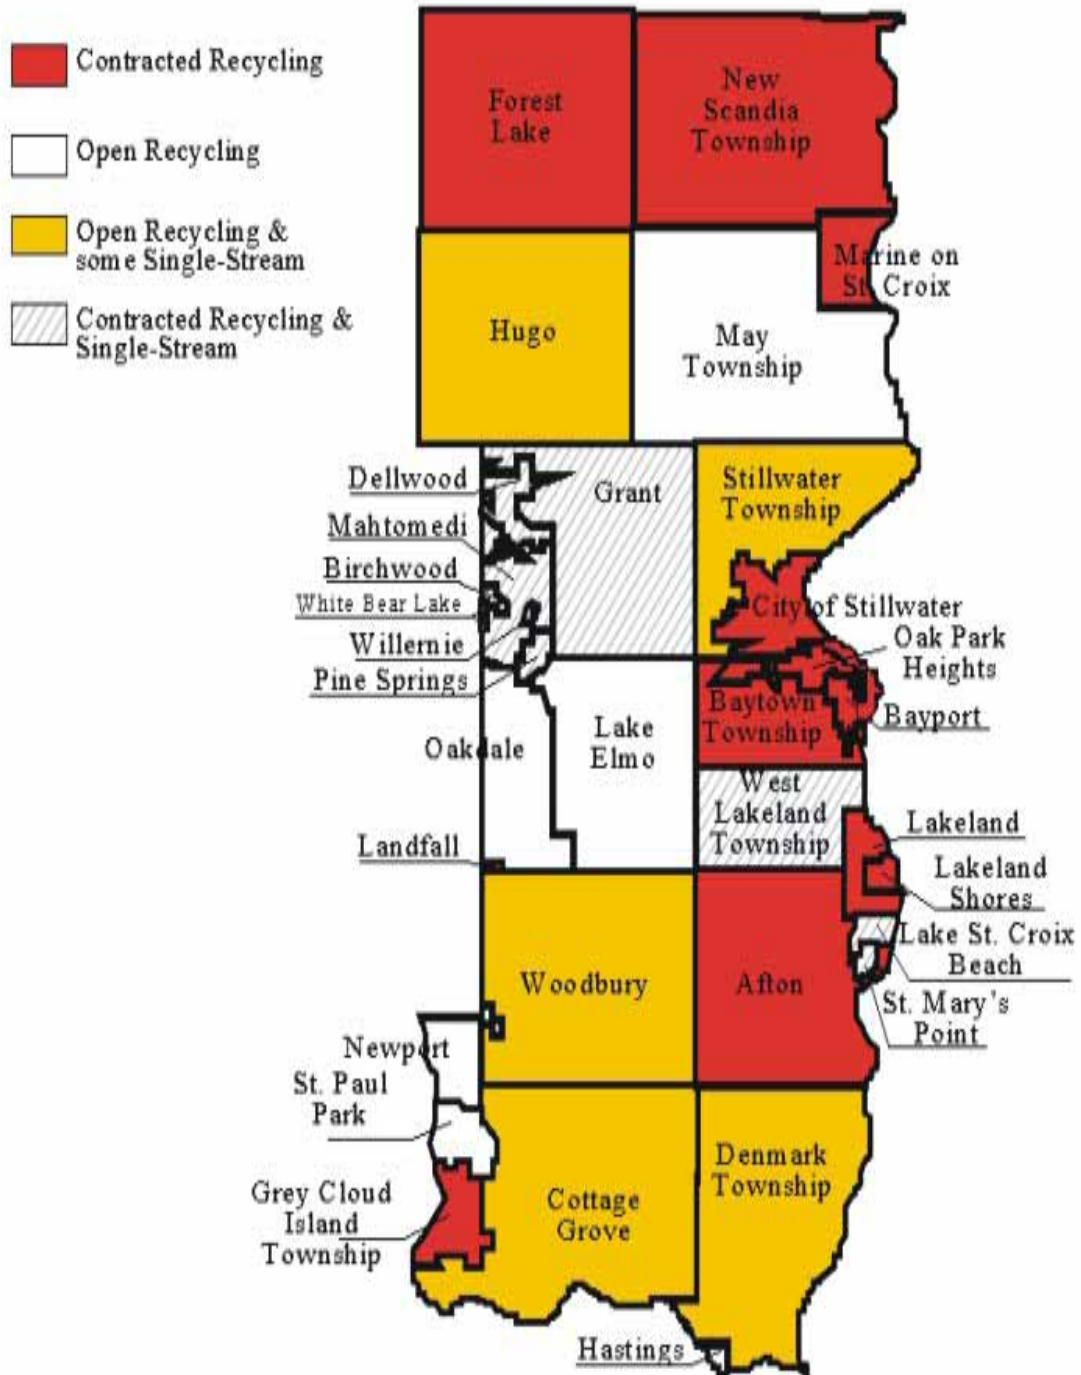 Contracted Recycling
Open Recycling
Open Recycling &
some Single-Stream
Contracted Recycling &
Single-Stream
Forest
Lake
New
Scandia
Township
Marine on
St. Croix
Hugo
May
Township
Dellwood
Mahtomedi
Birchwood
White Bear Lake
Willernie
Pine Springs
Grant
Stillwater
Township
City of Stillwater
Oak Park
Heights
Bayport
Baytown
Township
Oakdale
Lake
Elmo
West
Lakeland
Township
Landfall
Lakeland
Lakeland
Shores
Lake St. Croix
Beach
St. Mary's
Point
Woodbury
Afton
Newport
St. Paul
Park
Grey Cloud
Island
Township
Cottage
Grove
Denmark
Township
Hastings